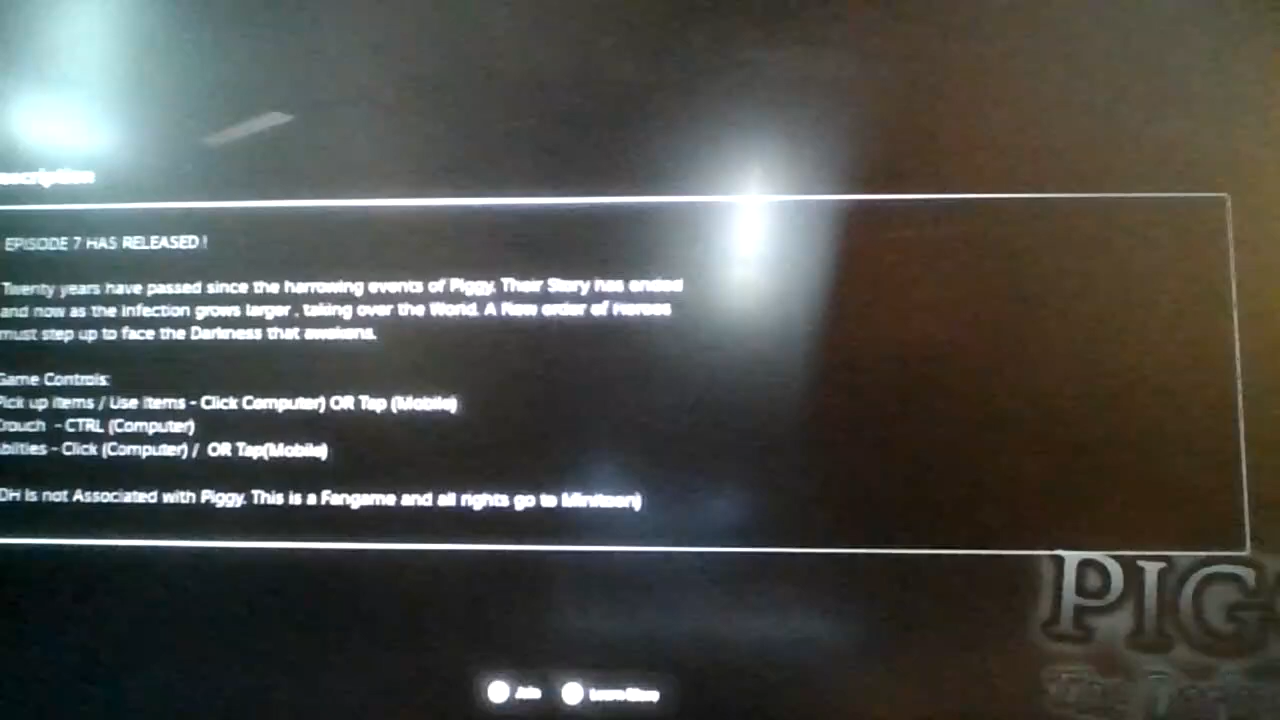 EPISODE 7 HAS RELEASED !
Twenty years have passed since the harrowing events of Piggy. Their Story has ended
and now as the infection grows larger , taking over the World. A New order of Heroes
must step up to face the Darkness that awakens.
Game Controls:
Pick up items / Use items - Click Computer) OR Tap (Mobile)
Crouch - CTRL (Computer)
bilities - Click (Computer) / OR Tap(Mobile)
DH is not Associated with Piggy. This is a Fangame and all rights go to Minitoon)
PIG
Learn More